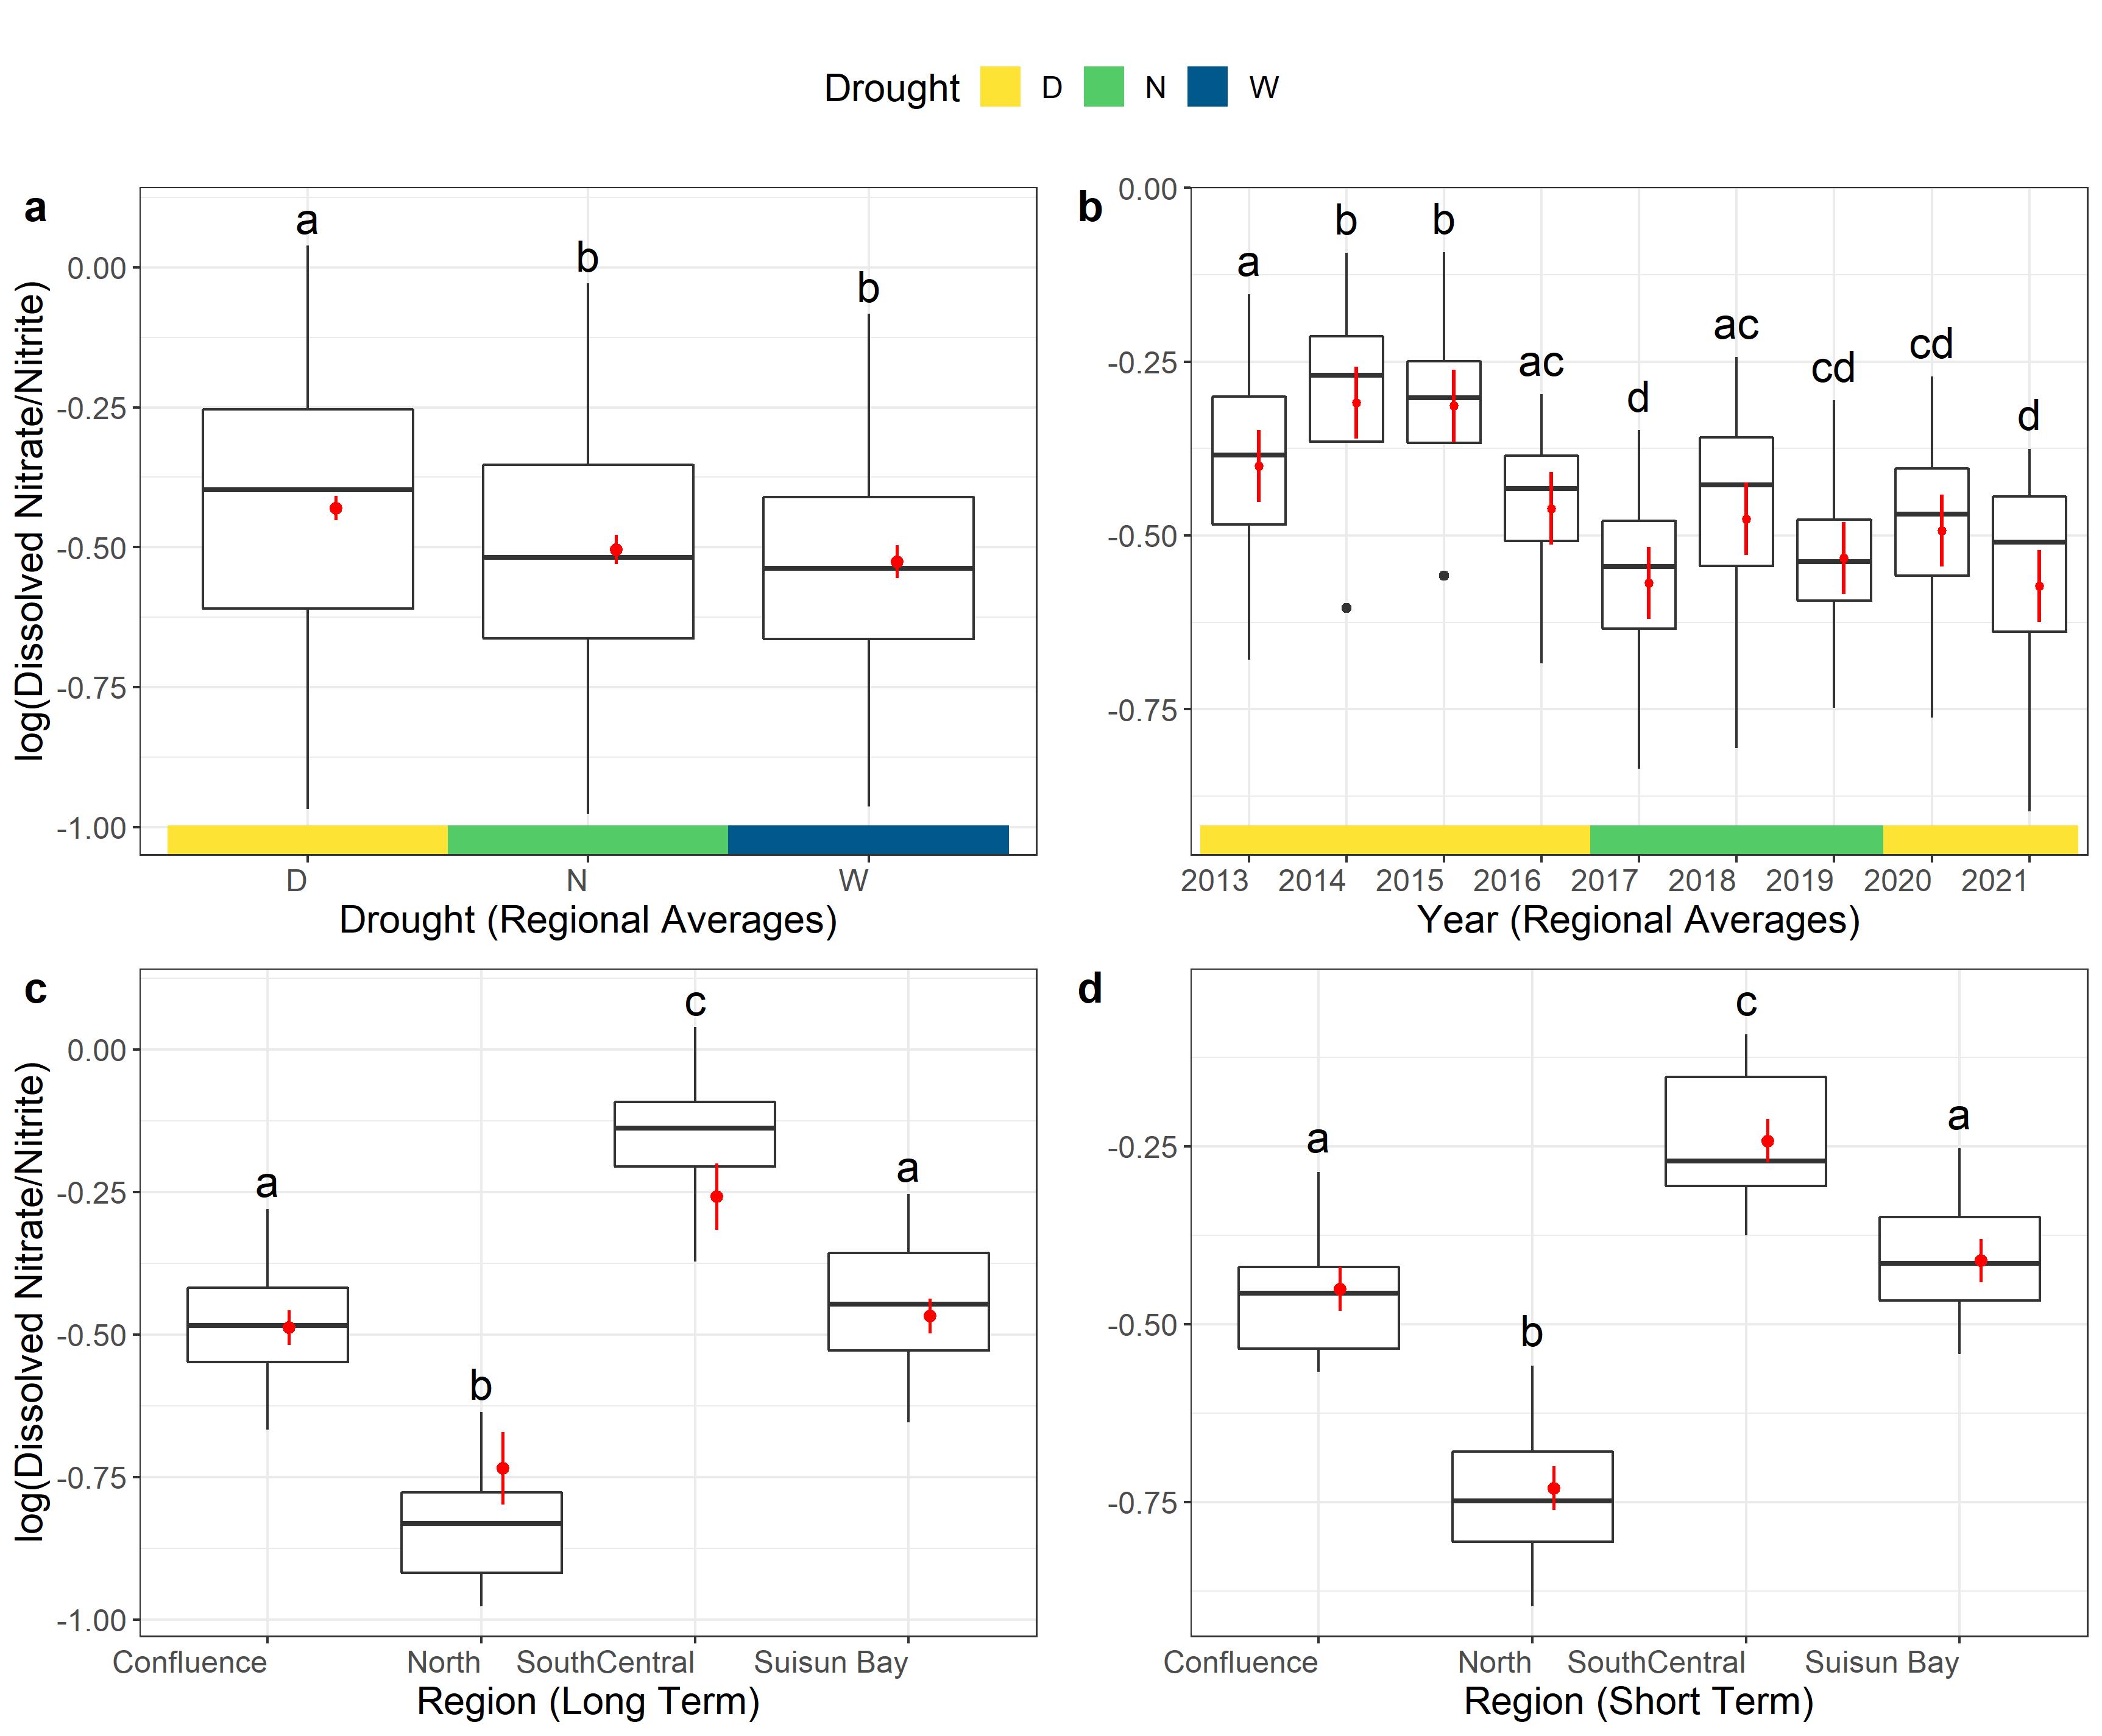 Drought D N W
a
log(Dissolved Nitrate/Nitrite)
0.00
-0.25
-0.50
-0.75
-1.00
a b b
D N W
Drought (Regional Averages)
b
0.00
-0.25
-0.50
-0.75
a b b ac d ac cd cd d
2013 2014 2015 2016 2017 2018 2019 2020 2021
Year (Regional Averages)
c
log(Dissolved Nitrate/Nitrite)
0.00
-0.25
-0.50
-0.75
-1.00
a b c a
Confluence North SouthCentral Suisun Bay
Region (Long Term)
d
-0.25
-0.50
-0.75
a b c a
Confluence North SouthCentral Suisun Bay
Region (Short Term)